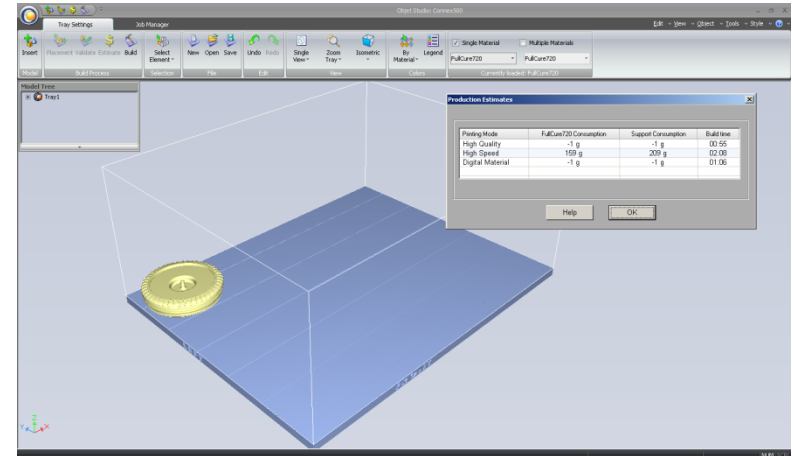 Objet Studio: Connex500
Tray Settings
Job Manager
Edit View Object Tools Style
Insert
Placement Validate Estimate Build
Select Element
New Open Save
Undo Redo
Single View
Zoom Tray
Isometric
By Material
Legend
Single Material
Multiple Materials
FullCure720
FullCure720
Model
Build Process
Selection
File
Edit
View
Colors
Currently loaded: FullCure720
Model Tree
Tray1
Production Estimates
Printing Mode FullCure720 Consumption Support Consumption Build time
High Quality -1 g -1 g 00:55
High Speed 159 g 209 g 02:08
Digital Material -1 g -1 g 01:06
Help
OK
Z
Y X
NUM